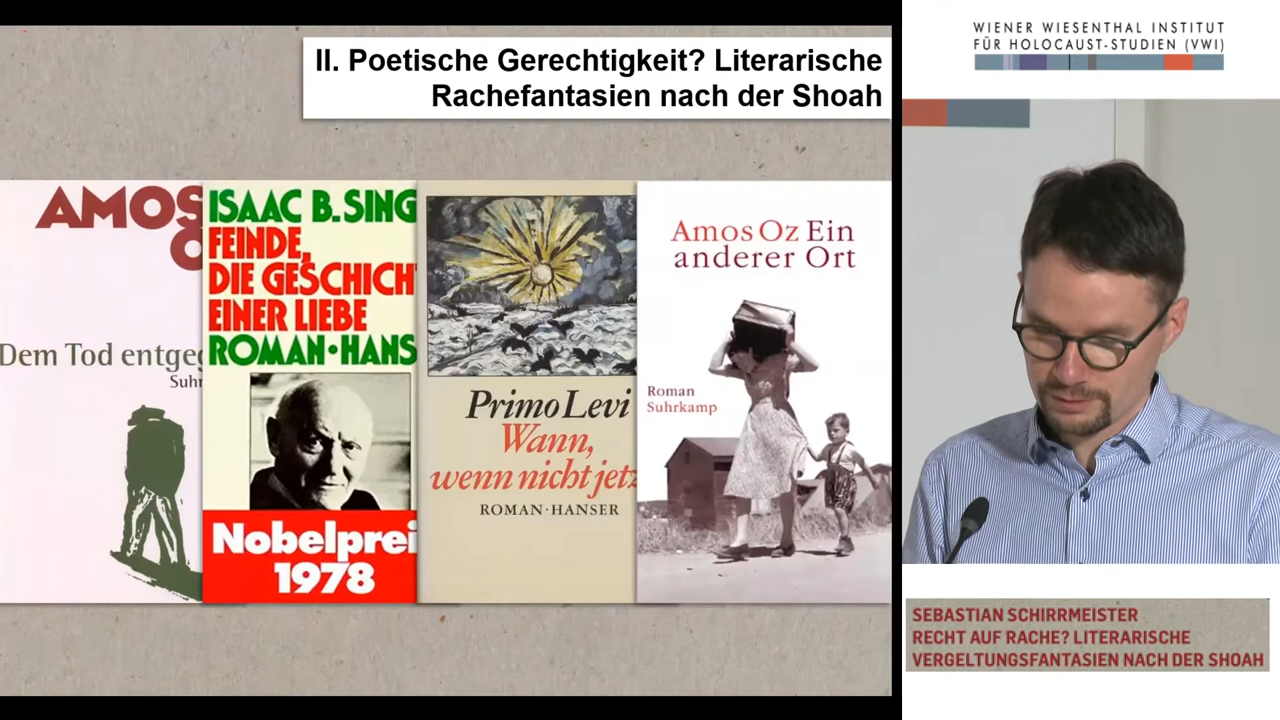 II. Poetische Gerechtigkeit? Literarische
Rachefantasien nach der Shoah
AMOS
O
Dem Tod entgeg
Suhr
ISAAC B. SING
FEINDE,
DIE GESCHICH
EINER LIEBE
ROMAN·HANS
Nobelprei
1978
Primo Levi
Wann,
wenn nicht jetz
ROMAN·HANSER
Amos Oz Ein
anderer Ort
Roman
Suhrkamp
WIENER WIESENTHAL INSTITUT
FÜR HOLOCAUST-STUDIEN (VWI)
SEBASTIAN SCHIRRMEISTER
RECHT AUF RACHE? LITERARISCHE
VERGELTUNGSFANTASIEN NACH DER SHOAH